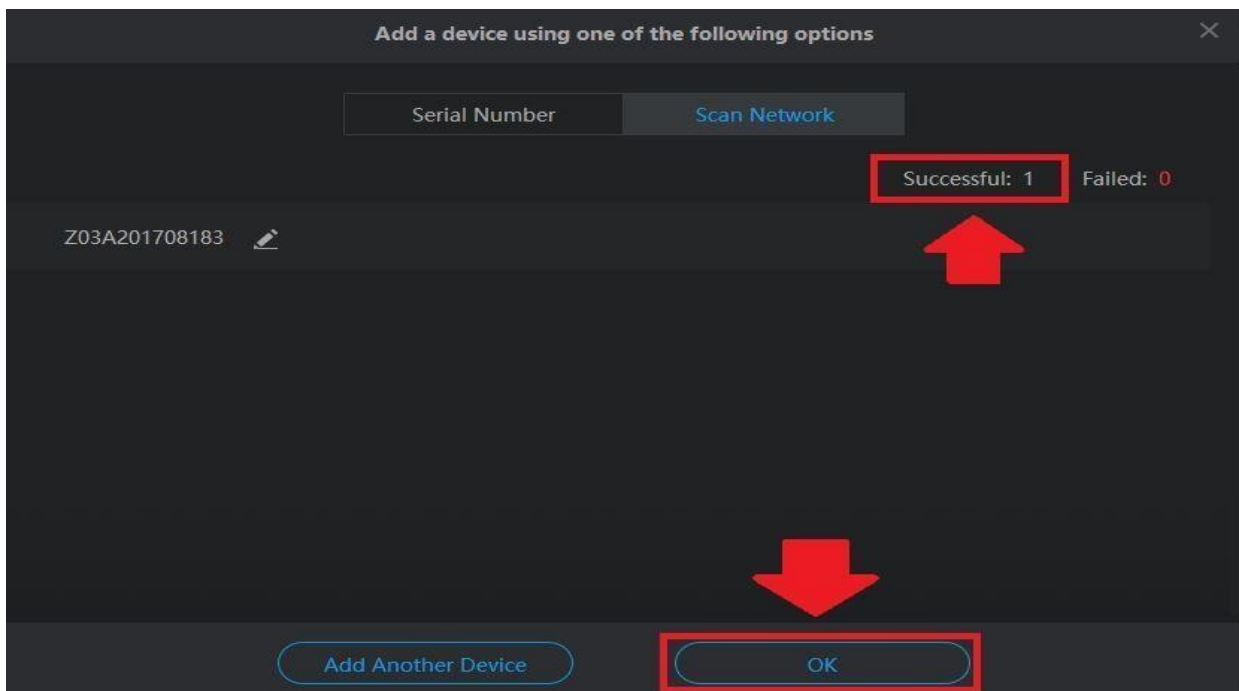 Add a device using one of the following options
Serial Number Scan Network
Successful: 1 Failed: 0
Z03A201708183
Add Another Device OK